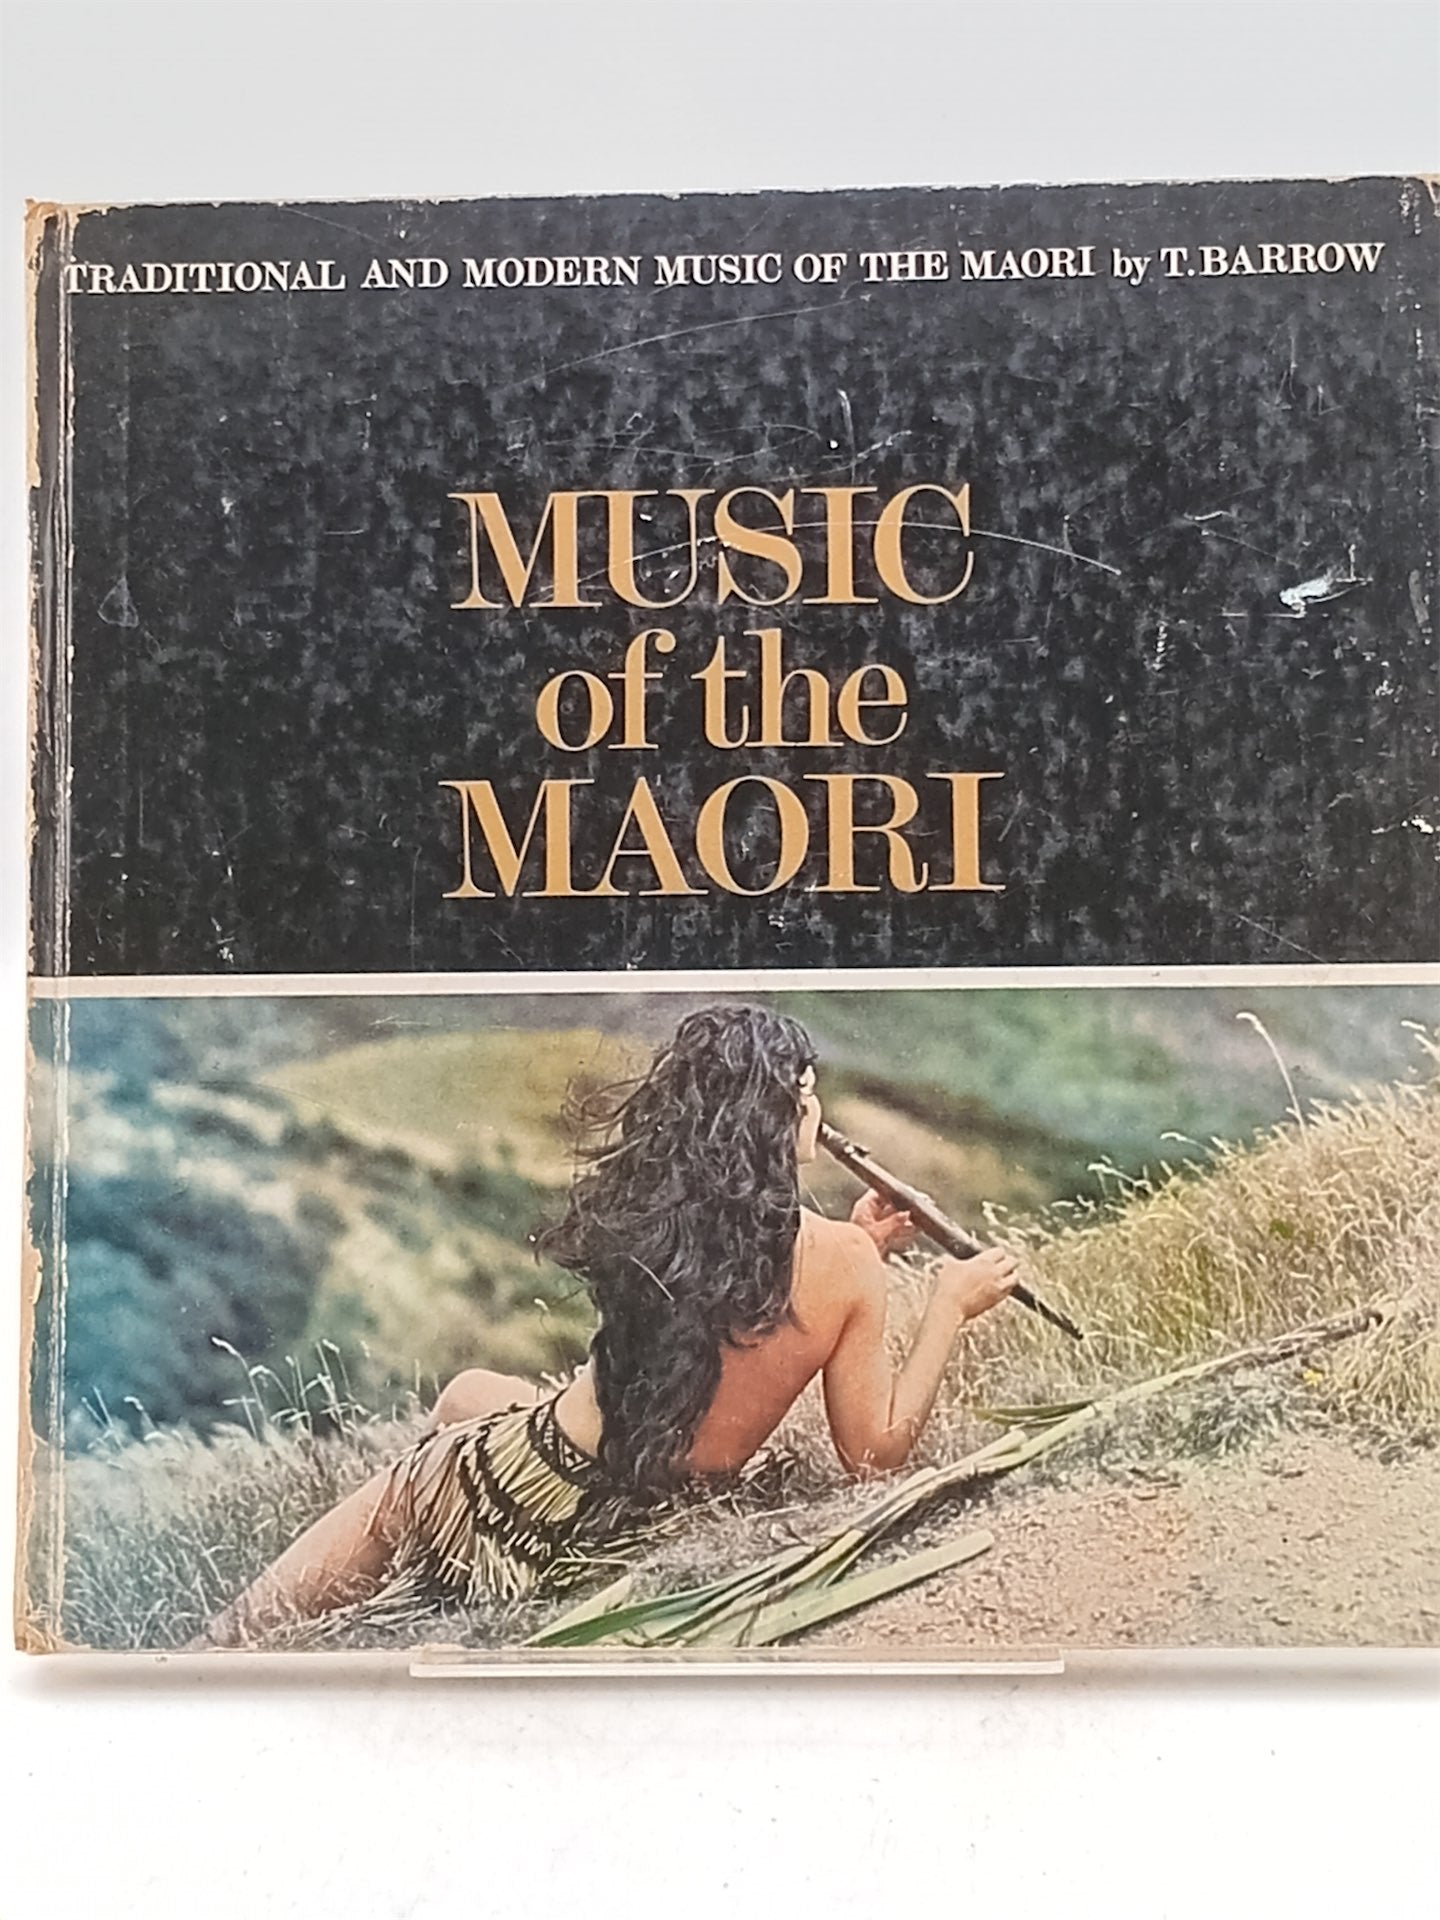 TRADITIONAL AND MODERN MUSIC OF THE MAORI by T. BARROW
MUSIC
of the
MAORI